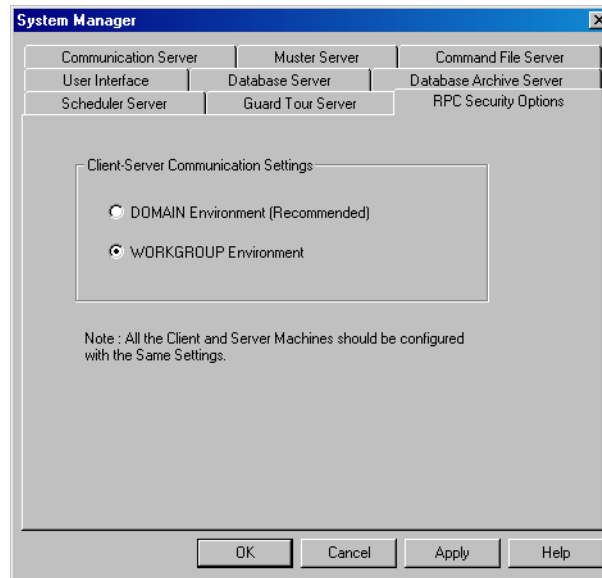 System Manager
Communication Server
Muster Server
Command File Server
User Interface
Database Server
Database Archive Server
Scheduler Server
Guard Tour Server
RPC Security Options
Client-Server Communication Settings
DOMAIN Environment (Recommended)
WORKGROUP Environment
Note : All the Client and Server Machines should be configured
with the Same Settings.
OK
Cancel
Apply
Help